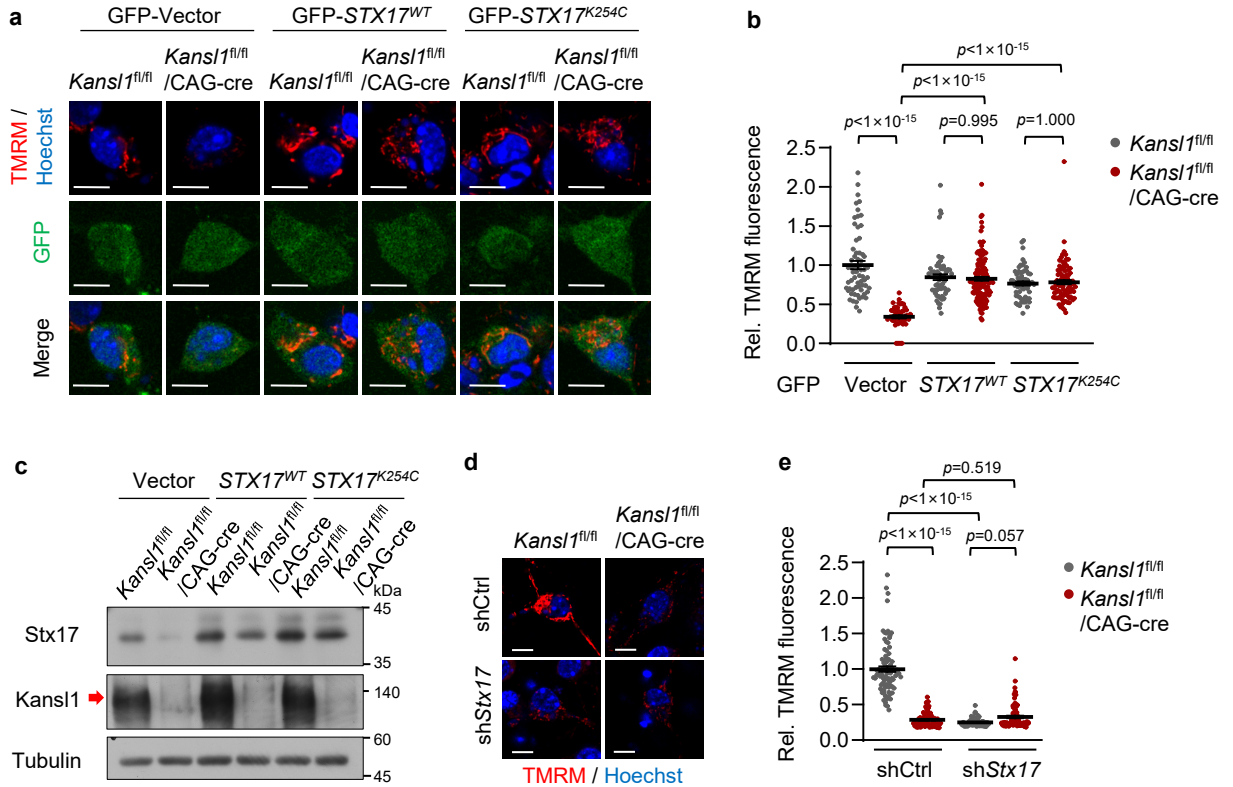 a
GFP-Vector
GFP-STX17WT
GFP-STX17K254C
Kansl1fl/fl
Kansl1fl/fl
/CAG-cre
Kansl1fl/fl
Kansl1fl/fl
/CAG-cre
Kansl1fl/fl
Kansl1fl/fl
/CAG-cre
TMRM /
Hoechst
GFP
Merge
b
p<1×10-15
p<1×10-15
p<1×10-15
p=0.995
p=1.000
Kansl1fl/fl
Kansl1fl/fl
/CAG-cre
Rel. TMRM fluorescence
2.5
2.0
1.5
1.0
0.5
0.0
GFP
Vector
STX17WT
STX17K254C
c
Vector
STX17WT
STX17K254C
Kansl1fl/fl
Kansl1fl/fl
/CAG-cre
Kansl1fl/fl
Kansl1fl/fl
/CAG-cre
Kansl1fl/fl
Kansl1fl/fl
/CAG-cre
kDa
Stx17
45
35
Kansl1
140
Tubulin
60
45
d
Kansl1fl/fl
Kansl1fl/fl
/CAG-cre
shCtrl
shStx17
TMRM / Hoechst
e
p=0.519
p<1×10-15
p<1×10-15
p=0.057
Kansl1fl/fl
Kansl1fl/fl
/CAG-cre
Rel. TMRM fluorescence
2.5
2.0
1.5
1.0
0.5
0.0
shCtrl
shStx17